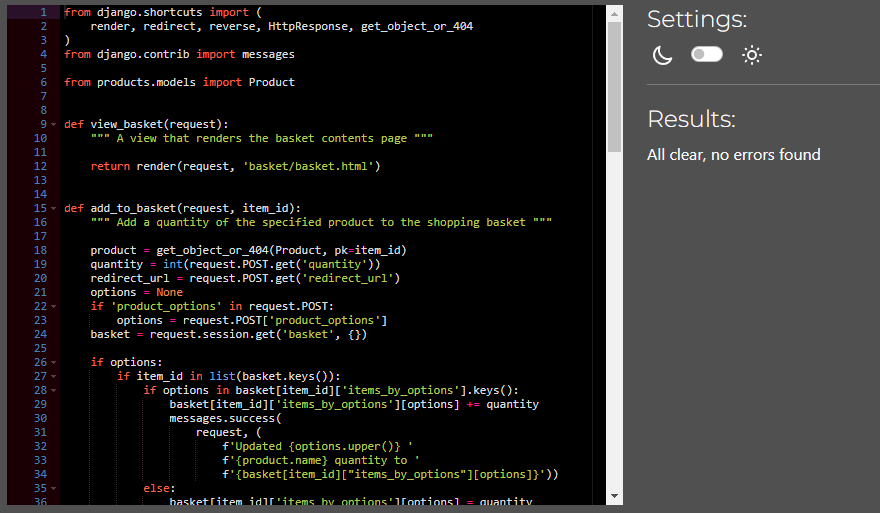 1 from django.shortcuts import (
2     render, redirect, reverse, HttpResponse, get_object_or_404
3 )
4 from django.contrib import messages
5
6 from products.models import Product
7
8
9 def view_basket(request):
10     """ A view that renders the basket contents page """
11
12     return render(request, 'basket/basket.html')
13
14
15 def add_to_basket(request, item_id):
16     """ Add a quantity of the specified product to the shopping basket """
17
18     product = get_object_or_404(Product, pk=item_id)
19     quantity = int(request.POST.get('quantity'))
20     redirect_url = request.POST.get('redirect_url')
21     options = None
22     if 'product_options' in request.POST:
23         options = request.POST['product_options']
24     basket = request.session.get('basket', {})
25
26     if options:
27         if item_id in list(basket.keys()):
28             if options in basket[item_id]['items_by_options'].keys():
29                 basket[item_id]['items_by_options'][options] += quantity
30                 messages.success(
31                     request, (
32                         f'Updated {options.upper()} '
33                         f'{product.name} quantity to '
34                         f'{basket[item_id]["items_by_options"][options]}'))
35             else:
36                 basket[item_id]['items_by_options'][options] = quantity
Settings:
Results:
All clear, no errors found